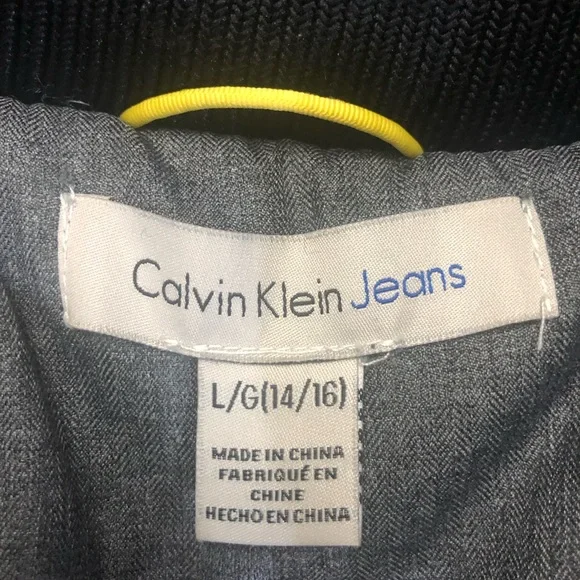 Calvin Klein Jeans
L/G(14/16)
MADE IN CHINA
FABRIQUÉ EN
CHINE
HECHO EN CHINA